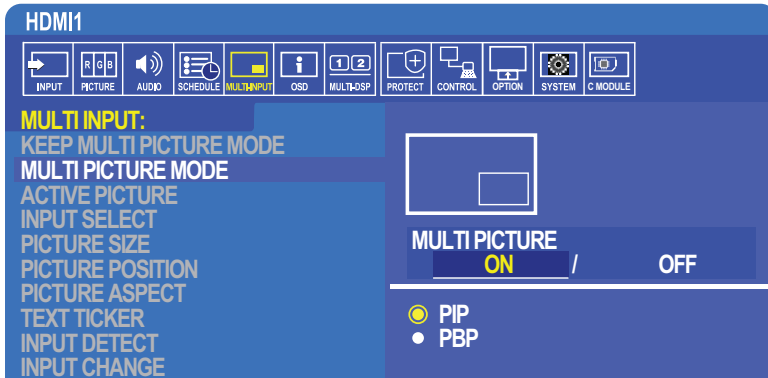 HDMI1
R G B 1 2
INPUT PICTURE AUDIO SCHEDULE MULTI-INPUT OSD MULTI-DSP PROTECT CONTROL OPTION SYSTEM C MODULE
MULTI INPUT:
KEEP MULTI PICTURE MODE
MULTI PICTURE MODE
ACTIVE PICTURE
INPUT SELECT
PICTURE SIZE
PICTURE POSITION
PICTURE ASPECT
TEXT TICKER
INPUT DETECT
INPUT CHANGE
MULTI PICTURE
ON / OFF
PIP
PBP